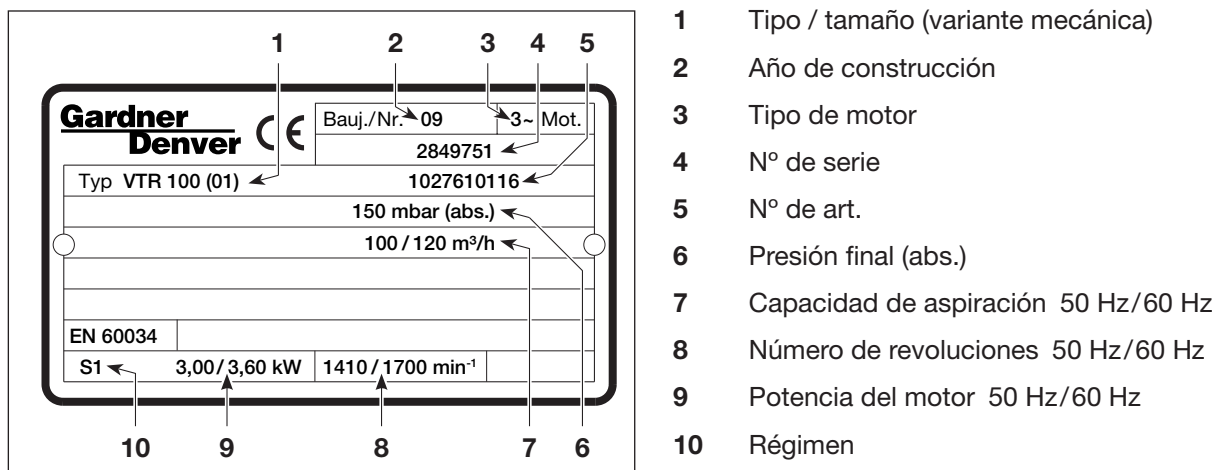 1 2 3 4 5
Gardner
Denver
CE
Bauj./Nr. 09
3~ Mot.
2849751
Typ VTR 100 (01)
1027610116
150 mbar (abs.)
100 / 120 m³/h
EN 60034
S1
3,00 / 3,60 kW
1410 / 1700 min⁻¹
10 9 8 7 6
1 Tipo / tamaño (variante mecánica)
2 Año de construcción
3 Tipo de motor
4 Nº de serie
5 Nº de art.
6 Presión final (abs.)
7 Capacidad de aspiración 50 Hz/60 Hz
8 Número de revoluciones 50 Hz/60 Hz
9 Potencia del motor 50 Hz/60 Hz
10 Régimen